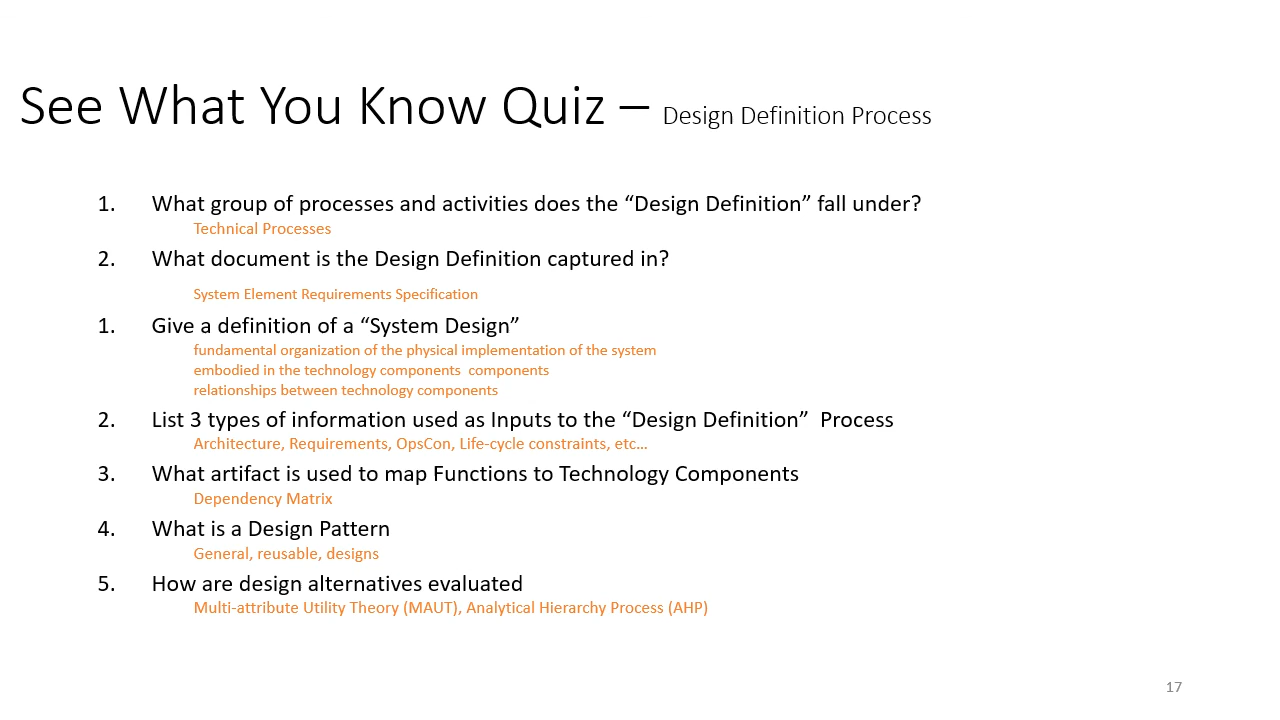 See What You Know Quiz – Design Definition Process
1. What group of processes and activities does the “Design Definition” fall under?
Technical Processes
2. What document is the Design Definition captured in?
System Element Requirements Specification
1. Give a definition of a “System Design”
fundamental organization of the physical implementation of the system
embodied in the technology components  components
relationships between technology components
2. List 3 types of information used as Inputs to the “Design Definition”  Process
Architecture, Requirements, OpsCon, Life-cycle constraints, etc…
3. What artifact is used to map Functions to Technology Components
Dependency Matrix
4. What is a Design Pattern
General, reusable, designs
5. How are design alternatives evaluated
Multi-attribute Utility Theory (MAUT), Analytical Hierarchy Process (AHP)
17